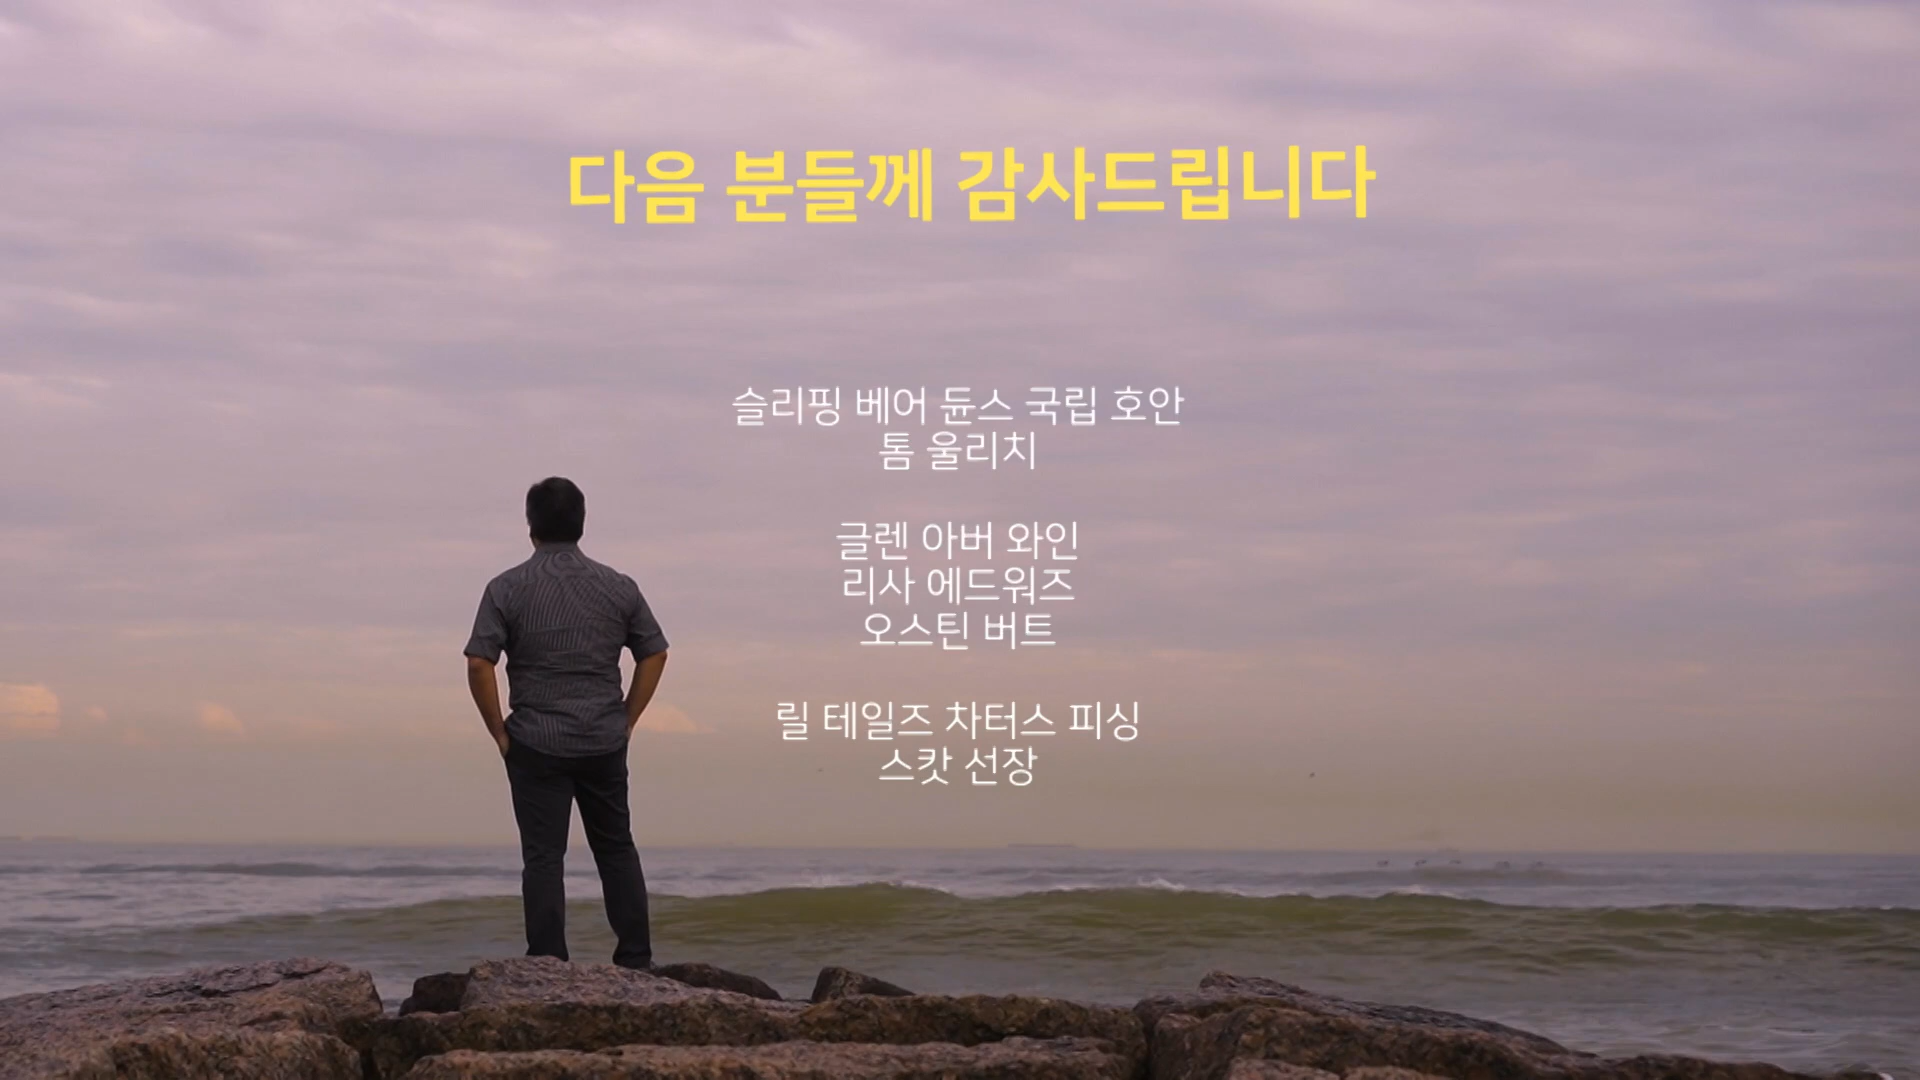 다음 분들께 감사드립니다
슬리핑 베어 듄스 국립 호안
톰 울리치
글렌 아버 와인
리사 에드워즈
오스틴 버트
릴 테일즈 차터스 피싱
스캇 선장